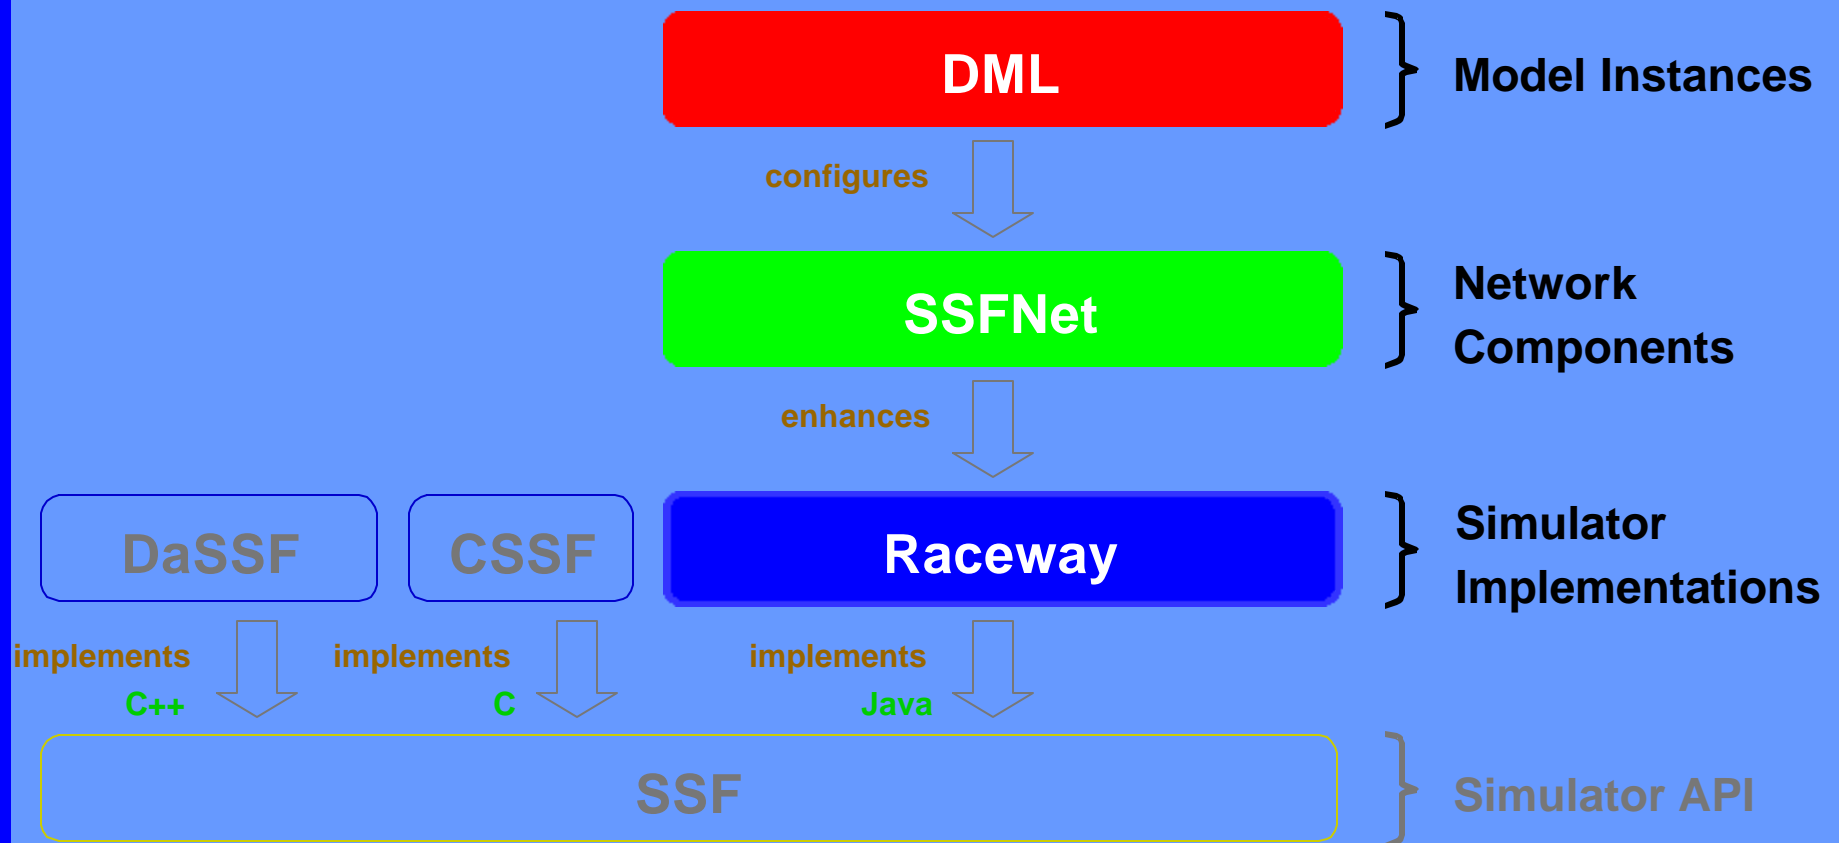 DML
Model Instances
configures
SSFNet
Network
Components
enhances
DaSSF
CSSF
Raceway
Simulator
Implementations
implements
C++
implements
C
implements
Java
SSF
Simulator API